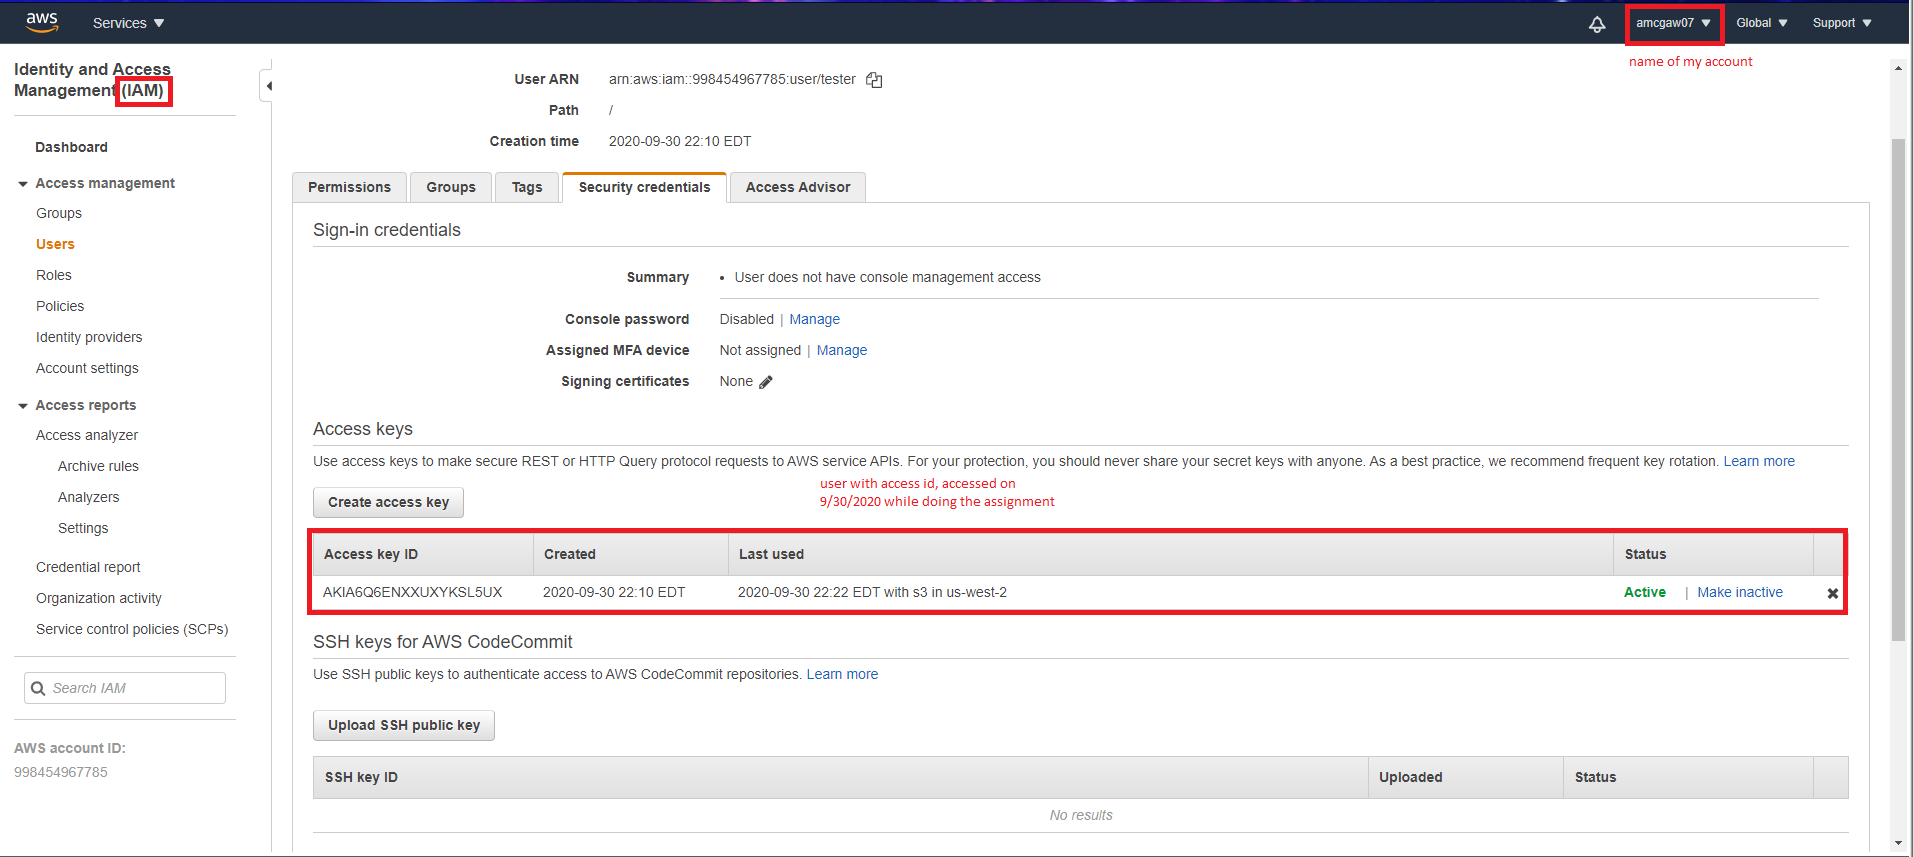 aws
Services
amcgaw07
Global
Support
name of my account
Identity and Access
Management (IAM)
Dashboard
Access management
Groups
Users
Roles
Policies
Identity providers
Account settings
Access reports
Access analyzer
Archive rules
Analyzers
Settings
Credential report
Organization activity
Service control policies (SCPs)
Search IAM
AWS account ID:
998454967785
User ARN arn:aws:iam::998454967785:user/tester
Path /
Creation time 2020-09-30 22:10 EDT
Permissions Groups Tags Security credentials Access Advisor
Sign-in credentials
Summary • User does not have console management access
Console password Disabled | Manage
Assigned MFA device Not assigned | Manage
Signing certificates None
Access keys
Use access keys to make secure REST or HTTP Query protocol requests to AWS service APIs. For your protection, you should never share your secret keys with anyone. As a best practice, we recommend frequent key rotation. Learn more
user with access id, accessed on
9/30/2020 while doing the assignment
Create access key
Access key ID Created Last used Status
AKIA6Q6ENXXUXYKSL5UX 2020-09-30 22:10 EDT 2020-09-30 22:22 EDT with s3 in us-west-2 Active | Make inactive
SSH keys for AWS CodeCommit
Use SSH public keys to authenticate access to AWS CodeCommit repositories. Learn more
Upload SSH public key
SSH key ID Uploaded Status
No results